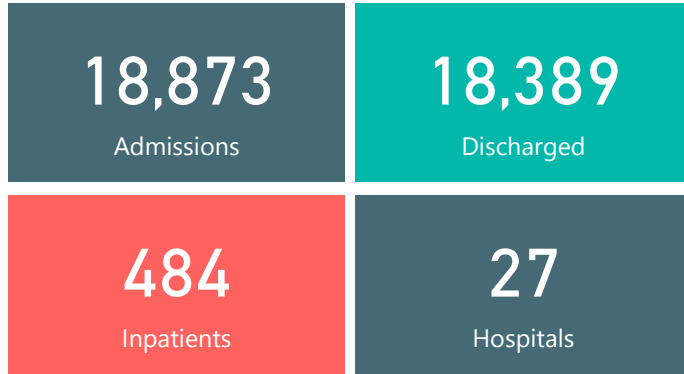 18,873
Admissions
18,389
Discharged
484
Inpatients
27
Hospitals